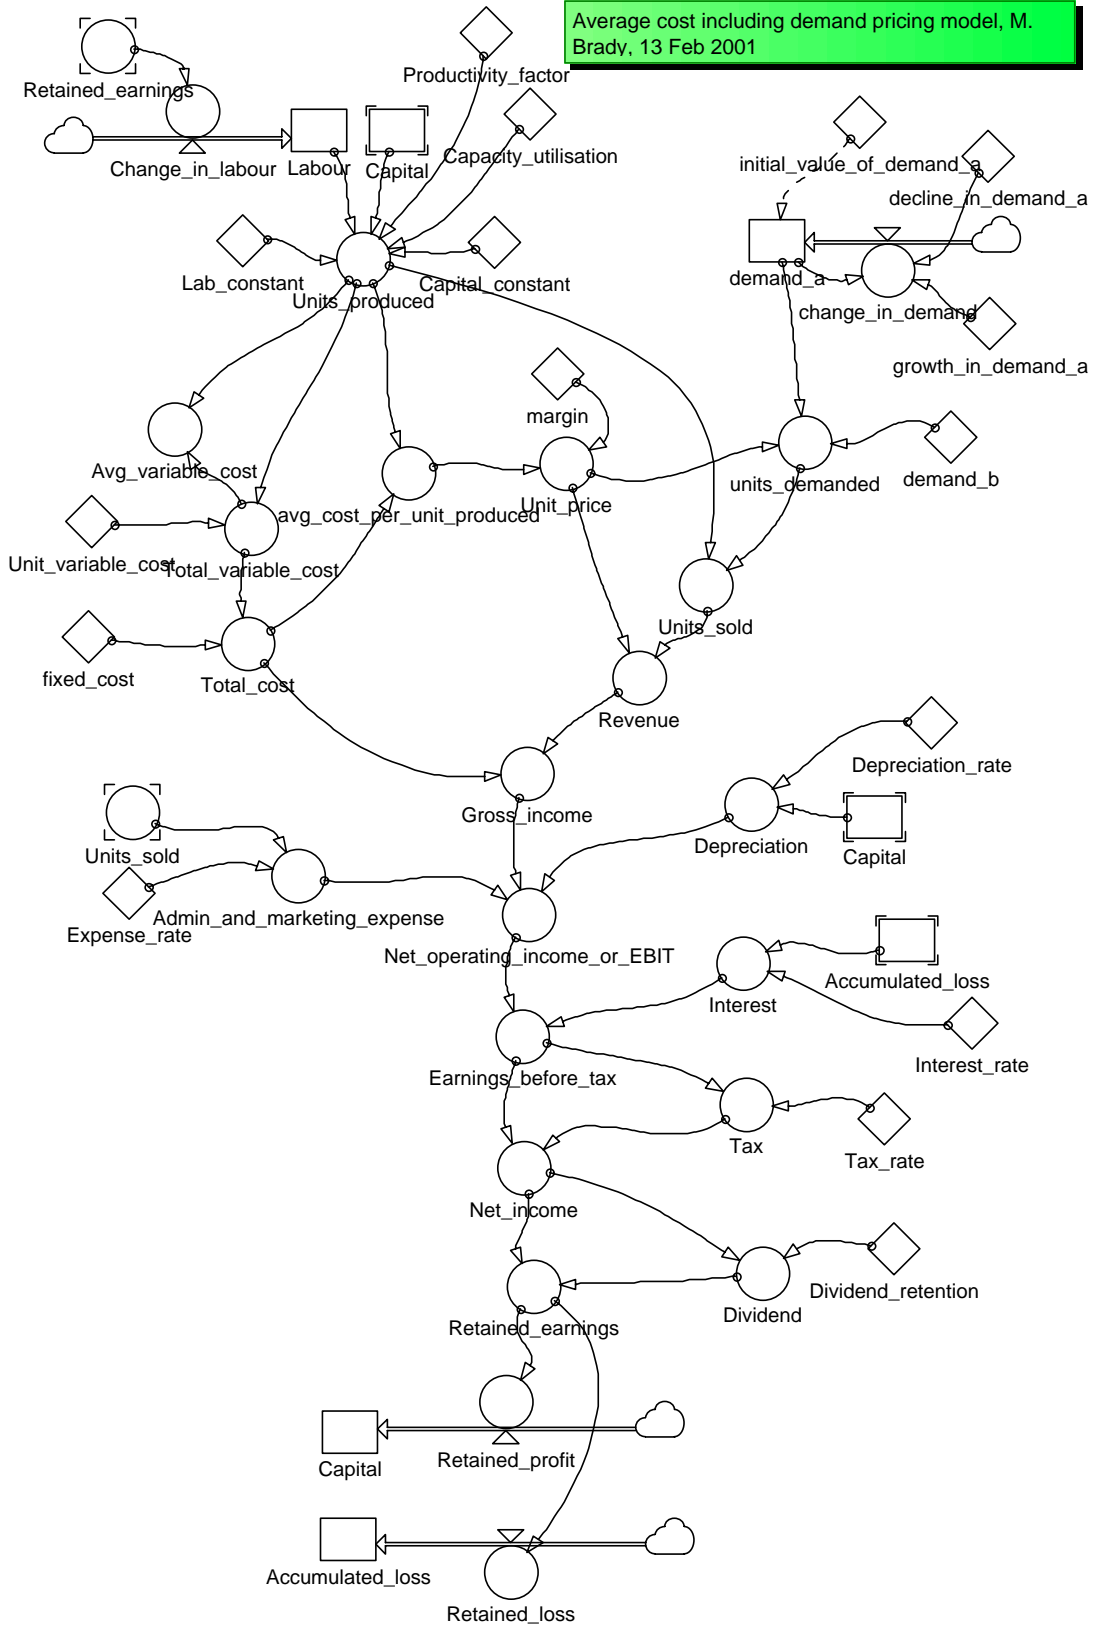 Average cost including demand pricing model, M.
Brady, 13 Feb 2001
Retained_earnings
Productivity_factor
Change_in_labour
Labour
Capital
Capacity_utilisation
initial_value_of_demand_a
decline_in_demand_a
Lab_constant
Units_produced
Capital_constant
demand_a
change_in_demand
growth_in_demand_a
margin
Avg_variable_cost
avg_cost_per_unit_produced
Unit_price
units_demanded
demand_b
Unit_variable_cost
Total_variable_cost
Units_sold
fixed_cost
Total_cost
Revenue
Depreciation_rate
Gross_income
Units_sold
Depreciation
Capital
Expense_rate
Admin_and_marketing_expense
Net_operating_income_or_EBIT
Accumulated_loss
Interest
Interest_rate
Earnings_before_tax
Tax
Tax_rate
Net_income
Dividend_retention
Dividend
Retained_earnings
Capital
Retained_profit
Accumulated_loss
Retained_loss